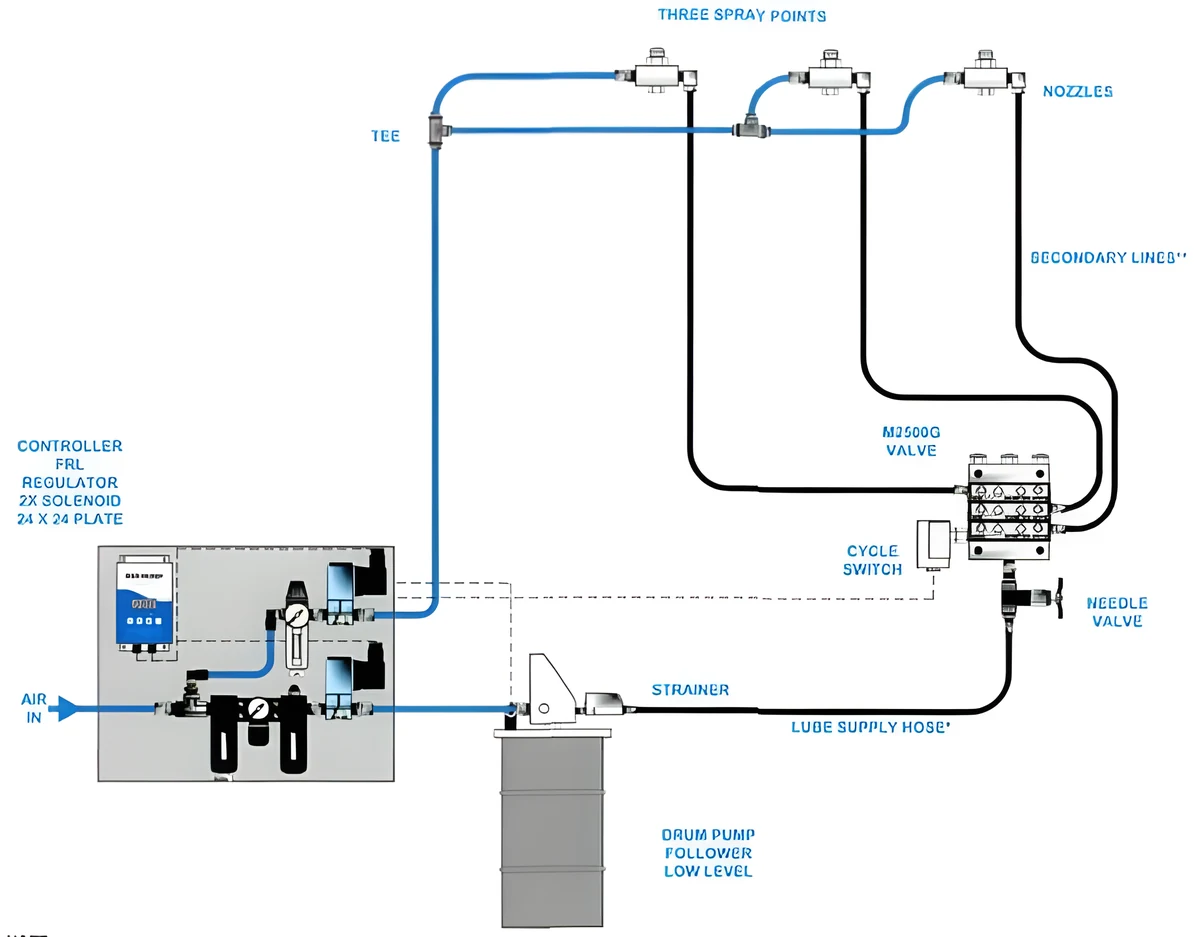 THREE SPRAY POINTS
NOZZLES
TEE
SECONDARY LINES**
CONTROLLER
FRL
REGULATOR
2X SOLENOID
24 X 24 PLATE
VALVE
CYCLE
SWITCH
NEEDLE
VALVE
AIR
IN
STRAINER
LUBE SUPPLY HOSE*
DRUM PUMP
FOLLOWER
LOW LEVEL